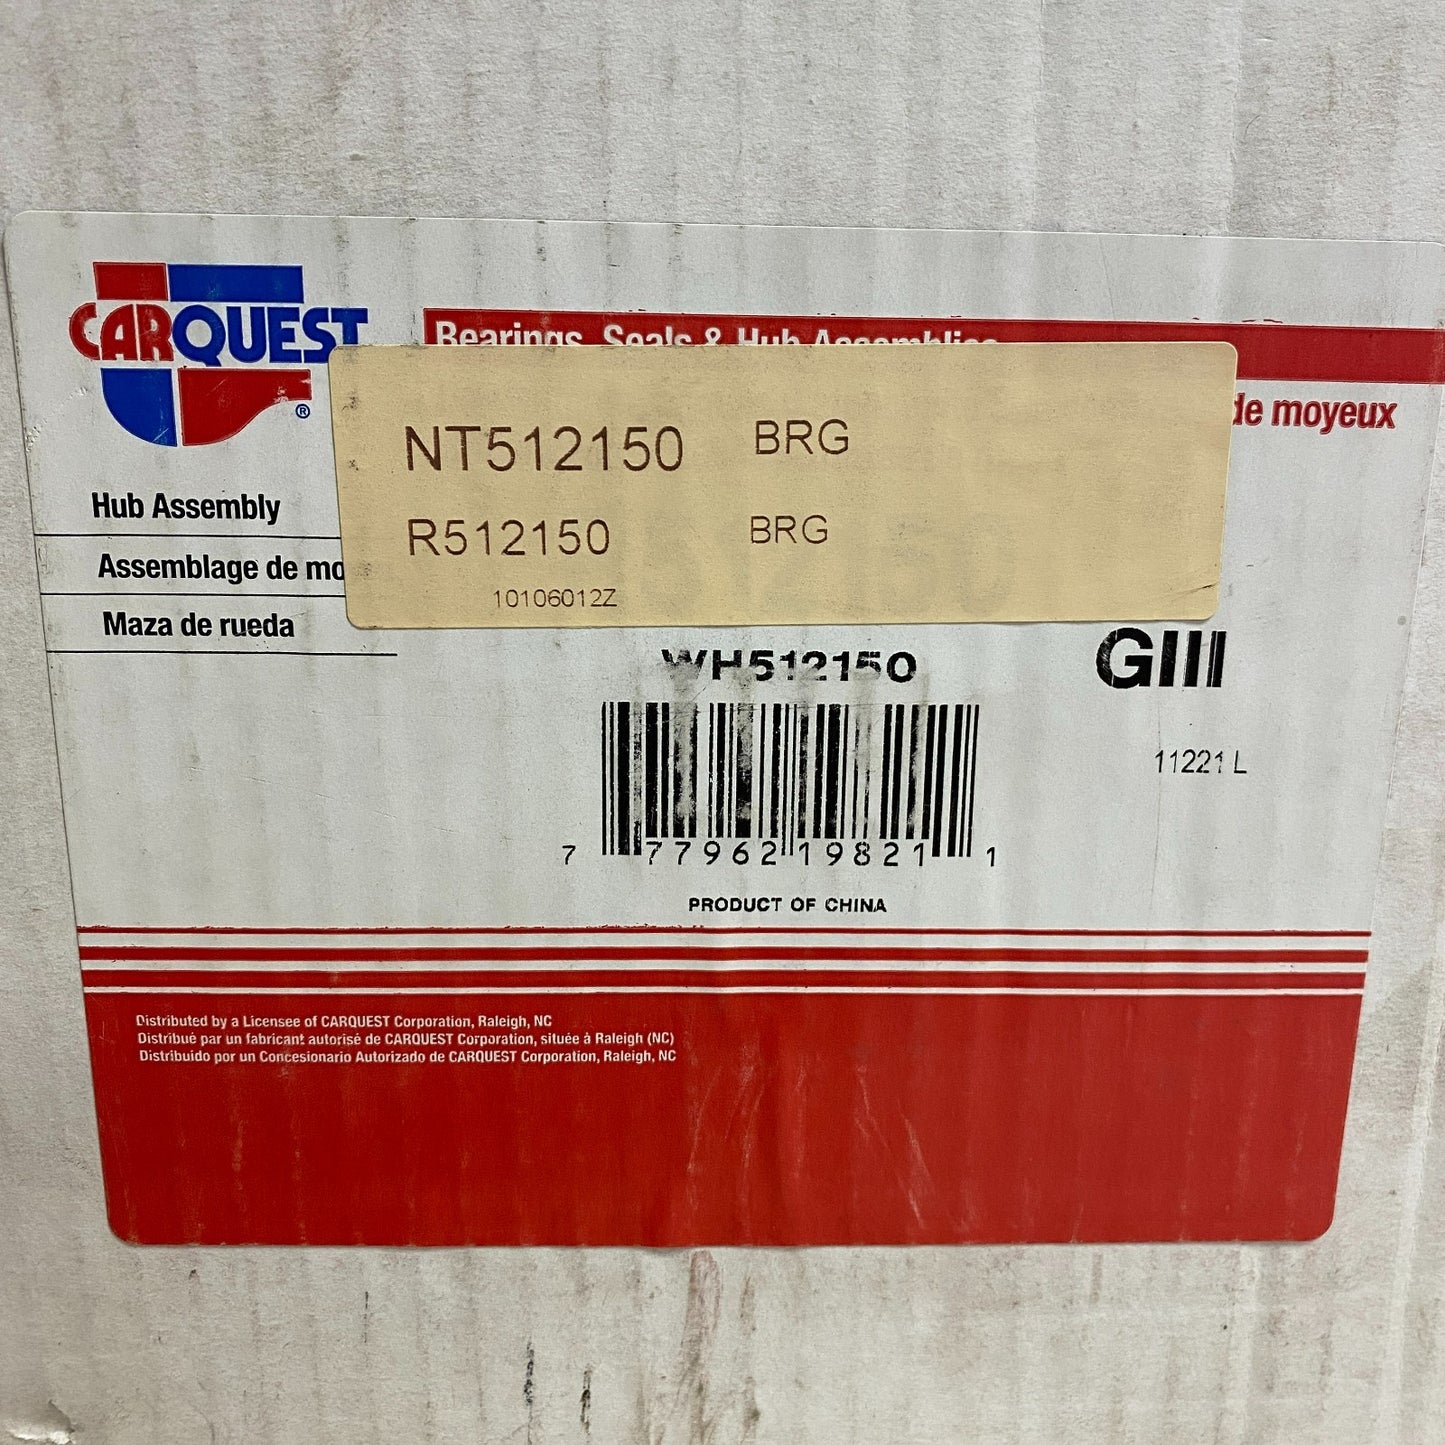 CARQUEST
®
Bearings, Seals & Hub Assemblies
de moyeux
NT512150 BRG
R512150 BRG
10106012Z
Hub Assembly
Assemblage de mo
Maza de rueda
WH512150
GIII
11221 L
7 77962 19821 1
PRODUCT OF CHINA
Distributed by a Licensee of CARQUEST Corporation, Raleigh, NC
Distribué par un fabricant autorisé de CARQUEST Corporation, située à Raleigh (NC)
Distribuido por un Concesionario Autorizado de CARQUEST Corporation, Raleigh, NC